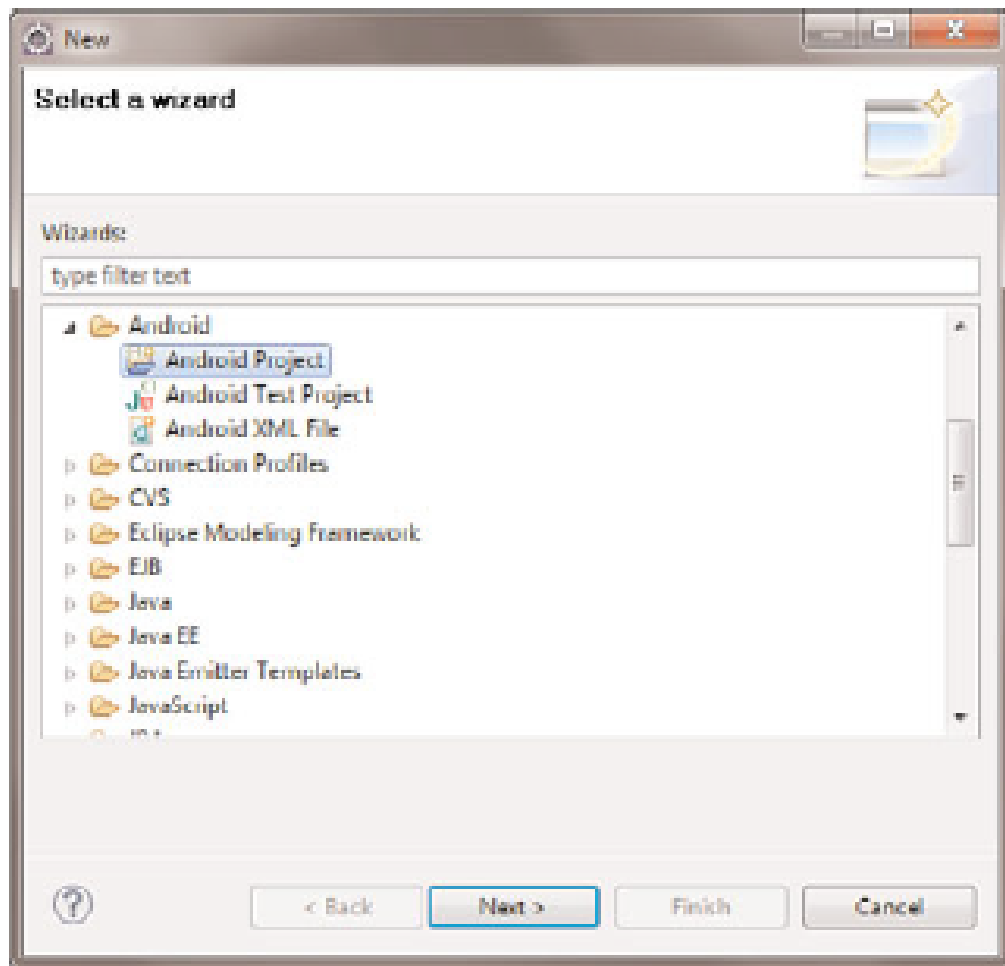 New
Select a wizard
Wizards:
type filter text
Android
Android Project
Android Test Project
Android XML File
Connection Profiles
CVS
Eclipse Modeling Framework
EJB
Java
Java EE
Java Emitter Templates
JavaScript
< Back
Next >
Finish
Cancel